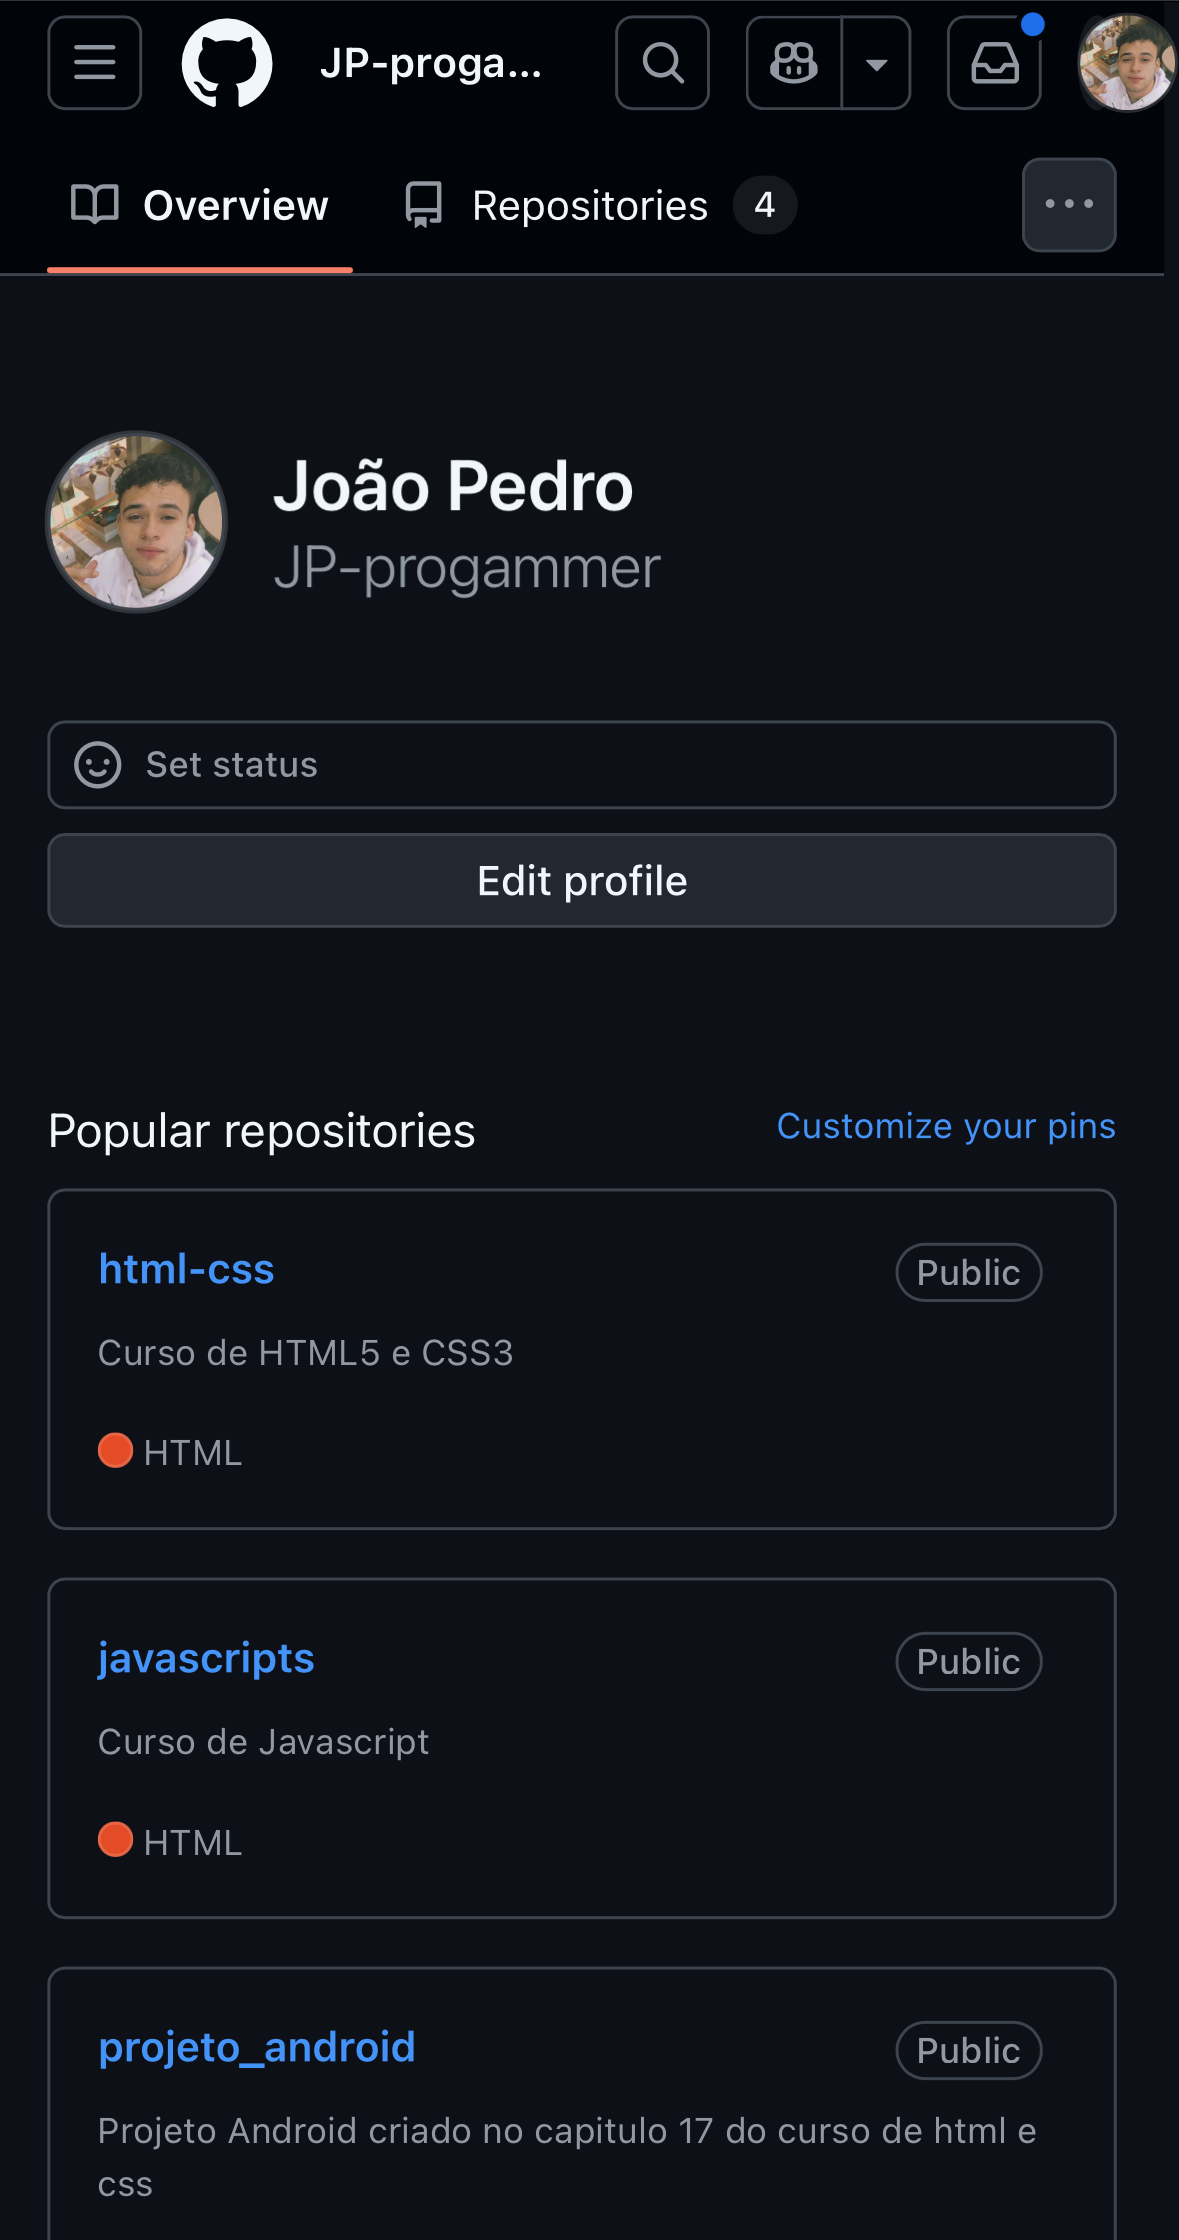 JP-proga...
Overview
Repositories 4
João Pedro
JP-progammer
Set status
Edit profile
Popular repositories
Customize your pins
html-css
Public
Curso de HTML5 e CSS3
HTML
javascripts
Public
Curso de Javascript
HTML
projeto_android
Public
Projeto Android criado no capitulo 17 do curso de html e
css